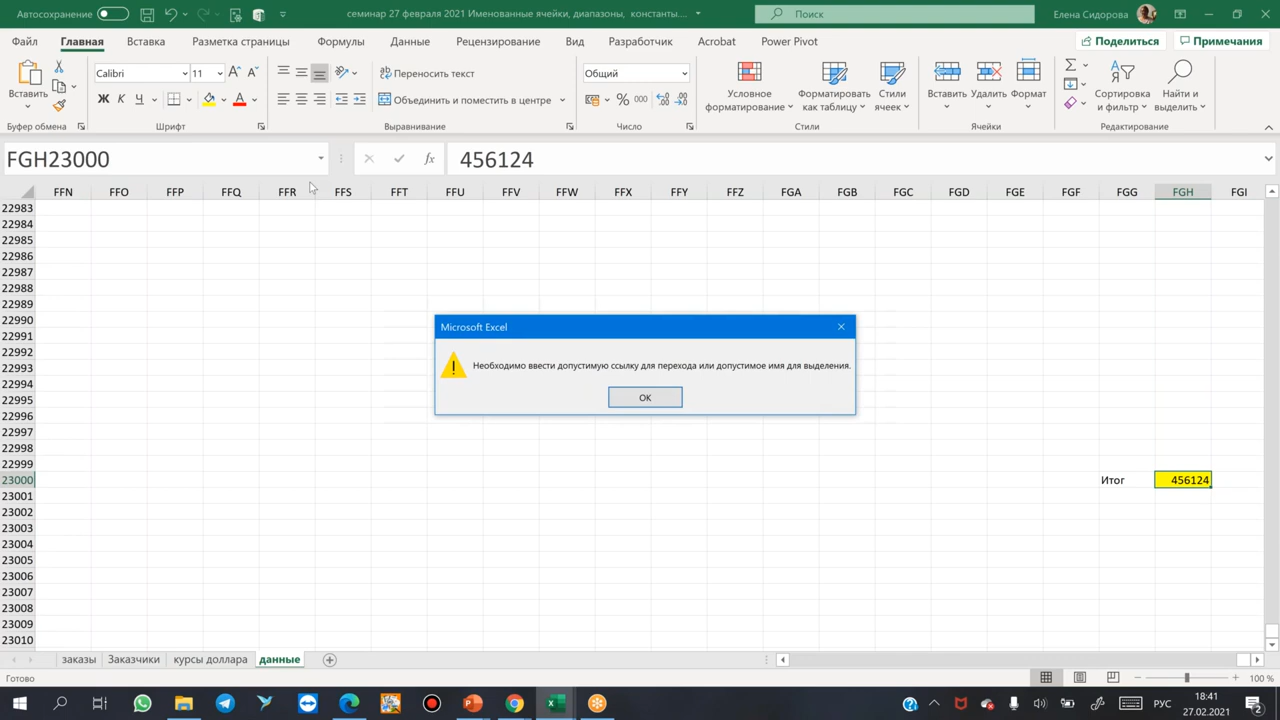 Автосохранение
семинар 27 февраля 2021 Именованные ячейки, диапазоны, константы....
Поиск
Елена Сидорова
Файл Главная Вставка Разметка страницы Формулы Данные Рецензирование Вид Разработчик Acrobat Power Pivot
Поделиться Примечания
Вставить
Calibri 11
Ж К Ч
Переносить текст
Объединить и поместить в центре
Общий
% 000
Условное форматирование
Форматировать как таблицу
Стили ячеек
Вставить Удалить Формат
Сортировка и фильтр
Найти и выделить
Буфер обмена Шрифт Выравнивание Число Стили Ячейки Редактирование
FGH23000 fx 456124
FFN FFO FFP FFQ FFR FFS FFT FFU FFV FFW FFX FFY FFZ FGA FGB FGC FGD FGE FGF FGG FGH FGI
22983
22984
22985
22986
22987
22988
22989
22990
22991
22992
22993
22994
22995
22996
22997
22998
22999
23000 Итог 456124
23001
23002
23003
23004
23005
23006
23007
23008
23009
23010
Microsoft Excel
Необходимо ввести допустимую ссылку для перехода или допустимое имя для выделения.
OK
заказы Заказчики курсы доллара данные
Готово
100 %
РУС
18:41
27.02.2021
2